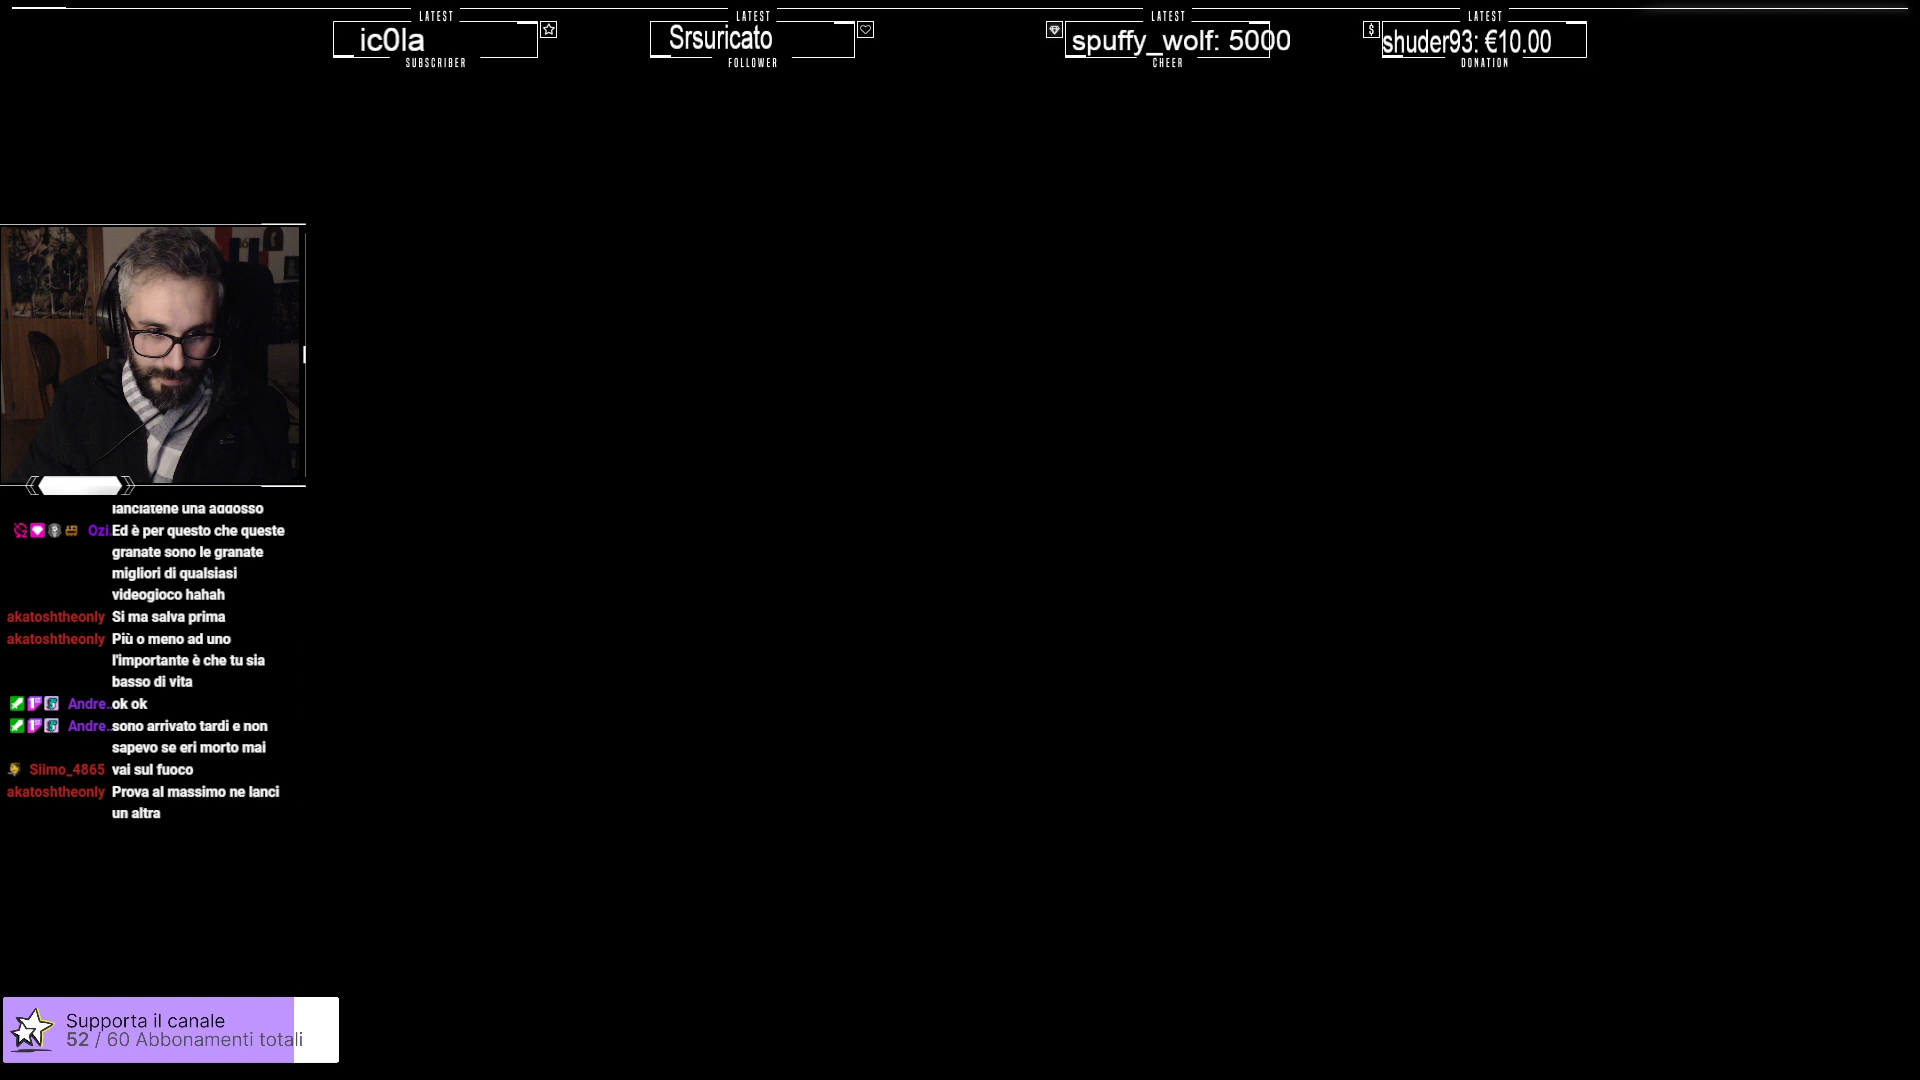 LATEST
ic0la
SUBSCRIBER
LATEST
Srsuricato
FOLLOWER
LATEST
spuffy_wolf: 5000
CHEER
LATEST
shuder93: €10.00
DONATION
lanciatene una addosso
Ozi. Ed è per questo che queste
granate sono le granate
migliori di qualsiasi
videogioco hahah
akatoshtheonly Si ma salva prima
akatoshtheonly Più o meno ad uno
l'importante è che tu sia
basso di vita
Andre.. ok ok
Andre.. sono arrivato tardi e non
sapevo se eri morto mai
Siimo_4865 vai sul fuoco
akatoshtheonly Prova al massimo ne lanci
un altra
Supporta il canale
52 / 60 Abbonamenti totali